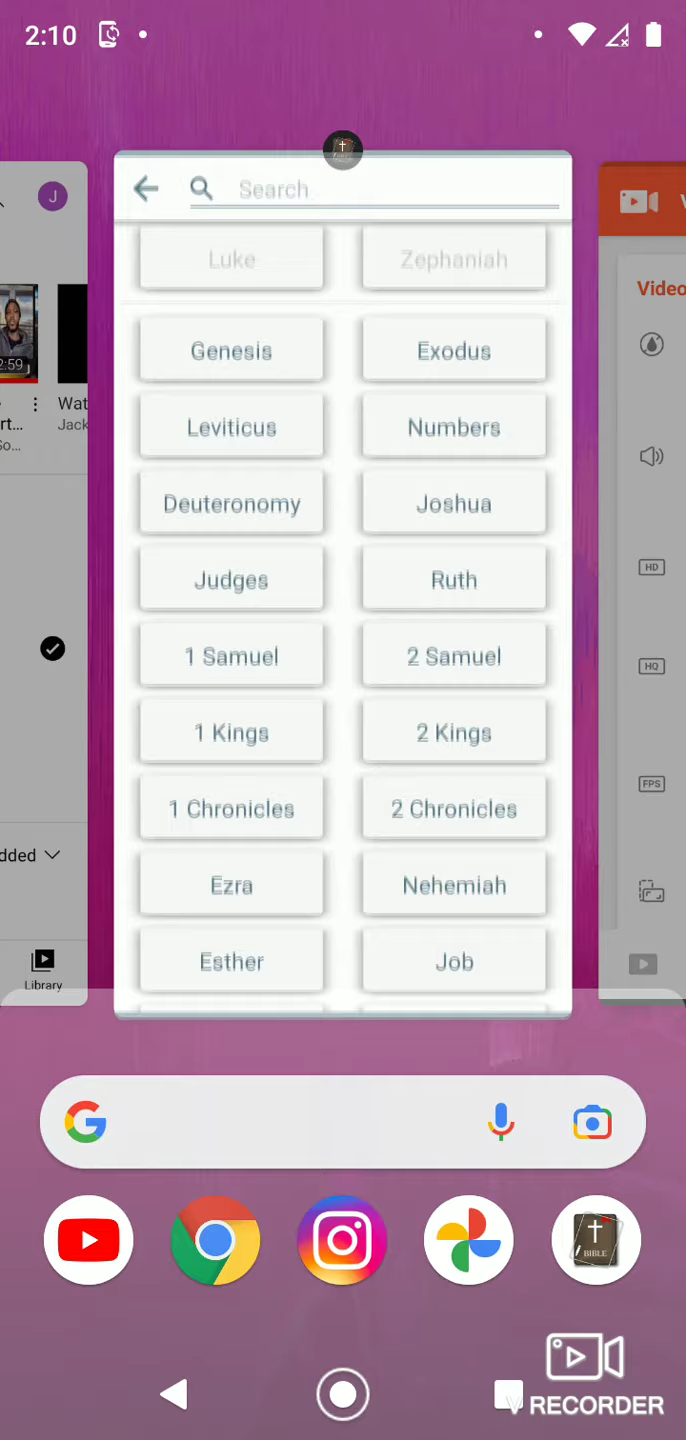 2:10
J
Search
Luke Zephaniah
Genesis Exodus
Leviticus Numbers
Deuteronomy Joshua
Judges Ruth
1 Samuel 2 Samuel
1 Kings 2 Kings
1 Chronicles 2 Chronicles
Ezra Nehemiah
Esther Job
2:59
rt...
Wat
Jack
So...
dded
Library
V
Video
HD
HQ
FPS
G
BIBLE
V RECORDER